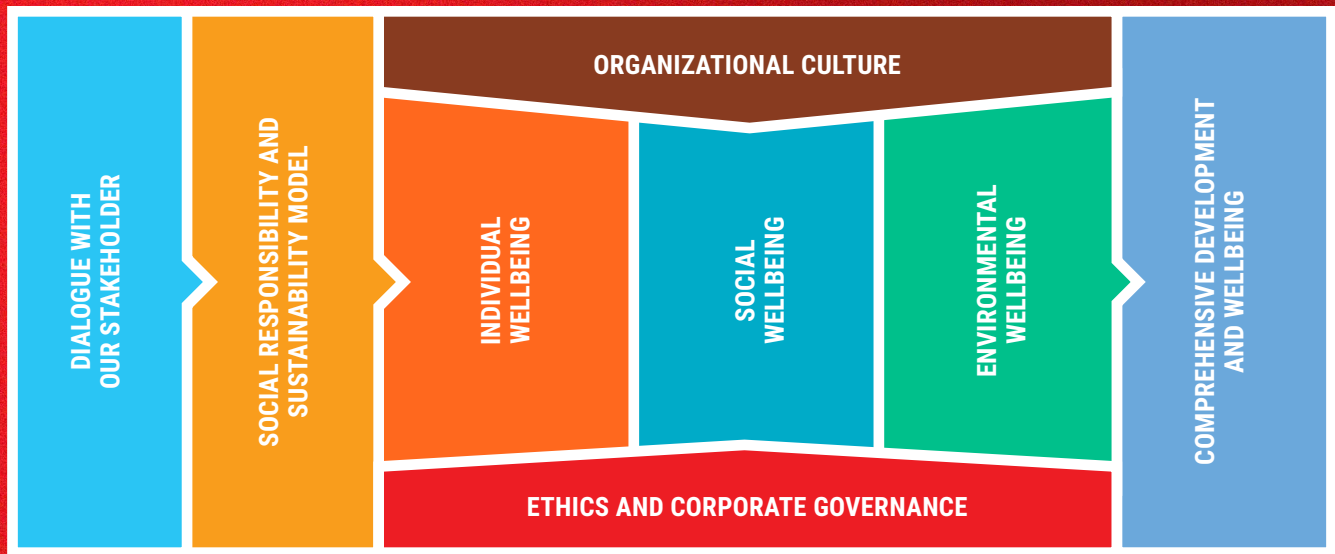 DIALOGUE WITH
OUR STAKEHOLDER
SOCIAL RESPONSIBILITY AND
SUSTAINABILITY MODEL
ORGANIZATIONAL CULTURE
INDIVIDUAL
WELLBEING
SOCIAL
WELLBEING
ENVIRONMENTAL
WELLBEING
ETHICS AND CORPORATE GOVERNANCE
COMPREHENSIVE DEVELOPMENT
AND WELLBEING